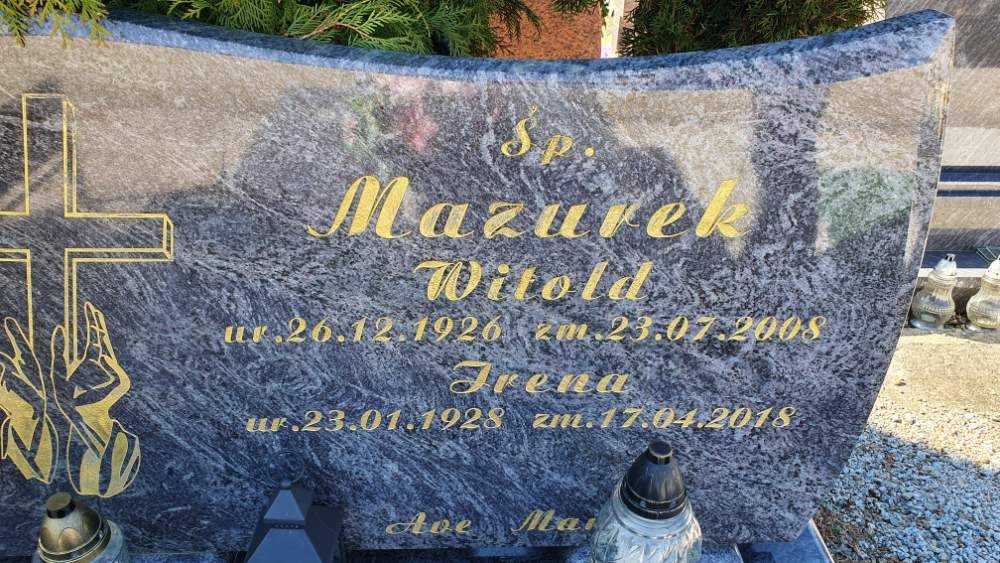 Śp.
Mazurek
Witold
ur.26.12.1926 zm.23.07.2008
Irena
ur.23.01.1928 zm.17.04.2018
Ave